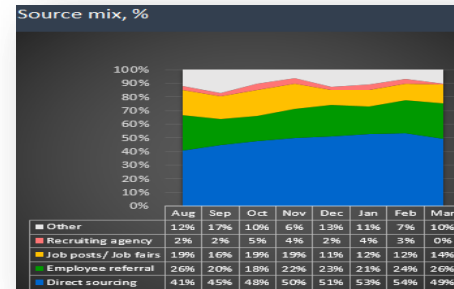 Source mix, %
100%
90%
80%
70%
60%
50%
40%
30%
20%
10%
0%
Aug Sep Oct Nov Dec Jan Feb Mar
Other 12% 17% 10% 6% 13% 11% 7% 10%
Recruiting agency 2% 2% 5% 4% 2% 4% 3% 0%
Job posts/ Job fairs 19% 16% 19% 19% 11% 12% 12% 14%
Employee referral 26% 20% 18% 22% 23% 21% 24% 26%
Direct sourcing 41% 45% 48% 50% 51% 53% 54% 49%